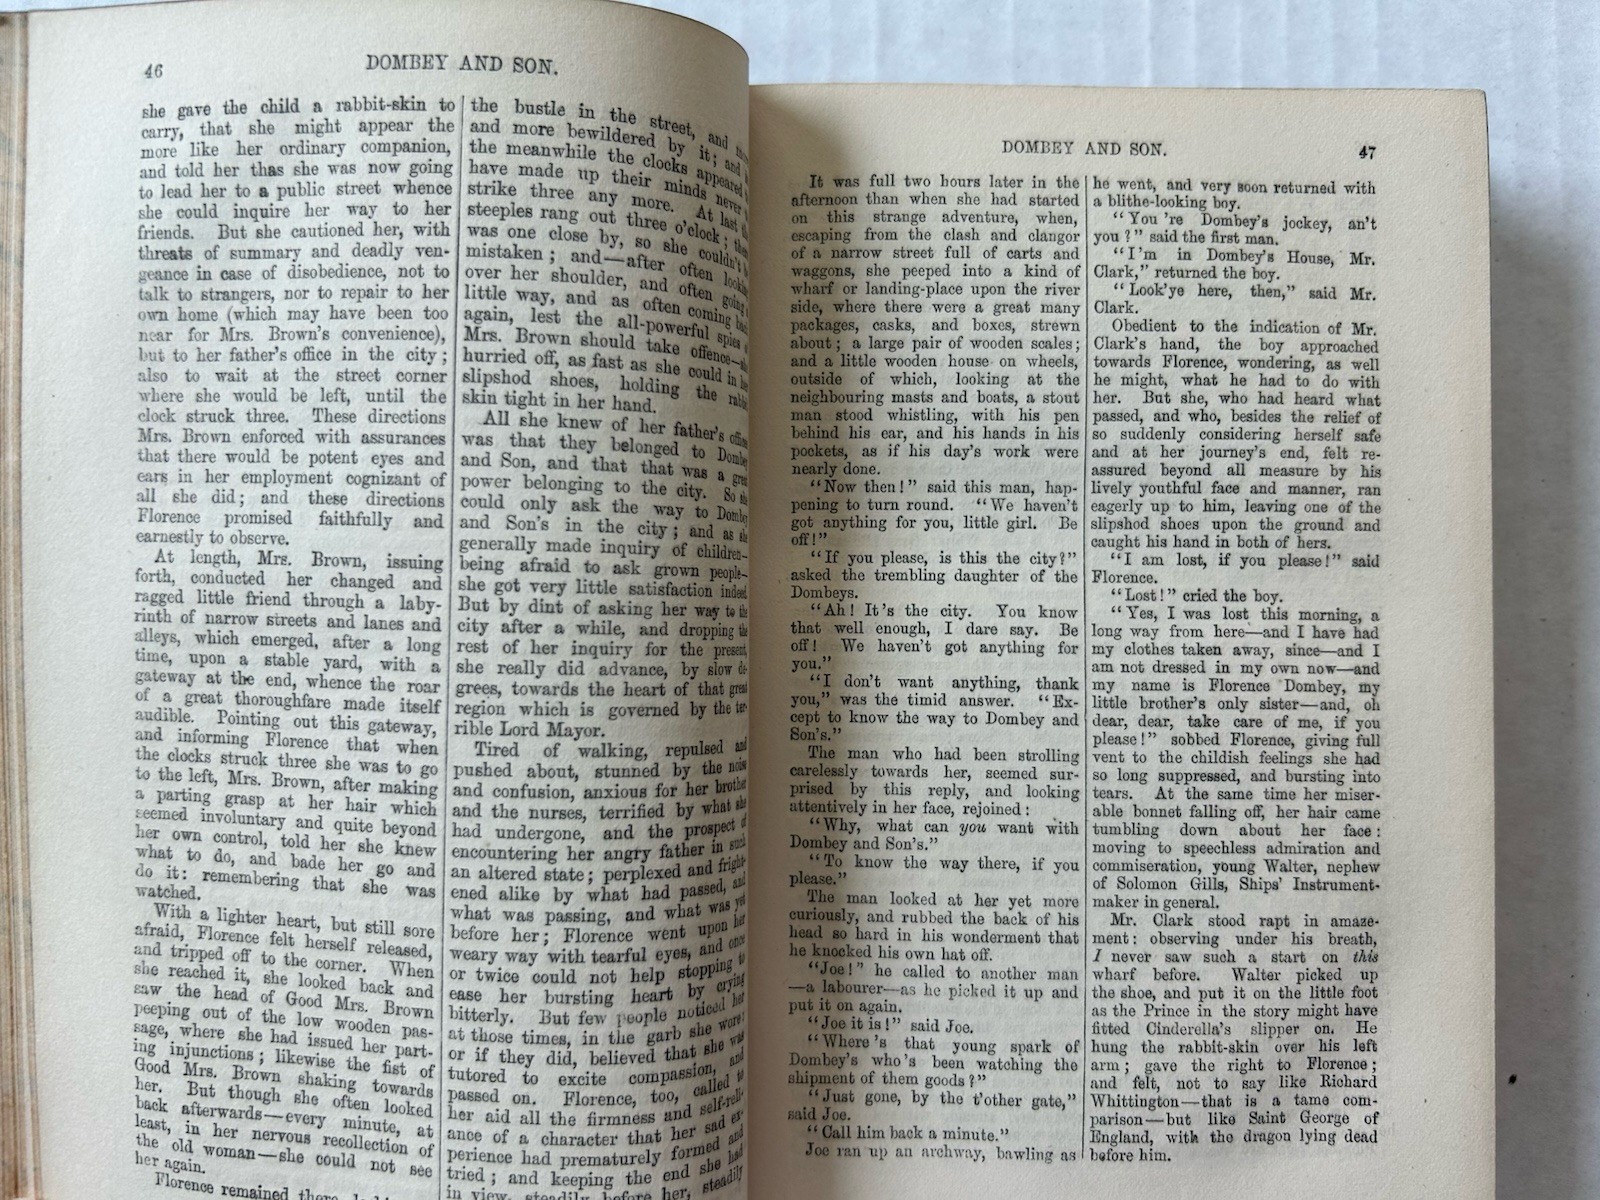 46
DOMBEY AND SON.
she gave the child a rabbit-skin to
carry, that she might appear the
more like her ordinary companion,
and told her thas she was now going
to lead her to a public street whence
she could inquire her way to her
friends. But she cautioned her, with
threats of summary and deadly ven-
geance in case of disobedience, not to
talk to strangers, nor to repair to her
own home (which may have been too
near for Mrs. Brown's convenience),
but to her father's office in the city;
also to wait at the street corner
where she would be left, until the
clock struck three. These directions
Mrs. Brown enforced with assurances
that there would be potent eyes and
ears in her employment cognizant of
all she did; and these directions
Florence promised faithfully and
earnestly to observe.
At length, Mrs. Brown, issuing
forth, conducted her changed and
ragged little friend through a laby-
rinth of narrow streets and lanes and
alleys, which emerged, after a long
time, upon a stable yard, with a
gateway at the end, whence the roar
of a great thoroughfare made itself
audible. Pointing out this gateway,
and informing Florence that when
the clocks struck three she was to go
to the left, Mrs. Brown, after making
a parting grasp at her hair which
seemed involuntary and quite beyond
her own control, told her she knew
what to do, and bade her go and
do it: remembering that she was
watched.
With a lighter heart, but still sore
afraid, Florence felt herself released,
and tripped off to the corner. When
she reached it, she looked back and
saw the head of Good Mrs. Brown
peeping out of the low wooden pas-
sage, where she had issued her part-
ing injunctions; likewise the fist of
Good Mrs. Brown shaking towards
her. But though she often looked
back afterwards—every minute, at
least, in her nervous recollection of
the old woman—she could not see
her again.
Florence remained there
the bustle in the street, and
and more bewildered by it; and
the meanwhile the clocks appeared
have made up their minds never
strike three any more. At last
steeples rang out three o'clock;
was one close by, so she couldn't
mistaken; and—after often
over her shoulder, and often going
little way, and as often coming
again, lest the all-powerful spies
Mrs. Brown should take offence—
hurried off, as fast as she could in
slipshod shoes, holding the
skin tight in her hand.
All she knew of her father's
was that they belonged to
and Son, and that that was a
power belonging to the city. So
could only ask the way to
and Son's in the city; and as
generally made inquiry of children—
being afraid to ask grown people—
she got very little satisfaction indeed.
But by dint of asking her way to the
city after a while, and dropping the
rest of her inquiry for the present,
she really did advance, by slow de-
grees, towards the heart of that great
region which is governed by the ter-
rible Lord Mayor.
Tired of walking, repulsed and
pushed about, stunned by the noise
and confusion, anxious for her brother
and the nurses, terrified by what she
had undergone, and the prospect of
encountering her angry father in such
an altered state; perplexed and fright-
ened alike by what had passed, and
what was passing, and what was yet
before her; Florence went upon her
weary way with tearful eyes, and once
or twice could not help stopping to
ease her bursting heart by crying
bitterly. But few people noticed her
at those times, in the garb she wore:
or if they did, believed that she was
tutored to excite compassion, and
passed on. Florence, too, called to
her aid all the firmness and self-reli-
ance of a character that her sad ex-
perience had prematurely formed and
tried; and keeping the end she had
in view, steadily before her, steadily
DOMBEY AND SON.
47
It was full two hours later in the
afternoon than when she had started
on this strange adventure, when,
escaping from the clash and clangor
of a narrow street full of carts and
waggons, she peeped into a kind of
wharf or landing-place upon the river
side, where there were a great many
packages, casks, and boxes, strewn
about; a large pair of wooden scales;
and a little wooden house on wheels,
outside of which, looking at the
neighbouring masts and boats, a stout
man stood whistling, with his pen
behind his ear, and his hands in his
pockets, as if his day's work were
nearly done.
"Now then!" said this man, hap-
pening to turn round. "We haven't
got anything for you, little girl. Be
off!"
"If you please, is this the city?"
asked the trembling daughter of the
Dombeys.
"Ah! It's the city. You know
that well enough, I dare say. Be
off! We haven't got anything for
you."
"I don't want anything, thank
you," was the timid answer. "Ex-
cept to know the way to Dombey and
Son's."
The man who had been strolling
carelessly towards her, seemed sur-
prised by this reply, and looking
attentively in her face, rejoined:
"Why, what can you want with
Dombey and Son's."
"To know the way there, if you
please."
The man looked at her yet more
curiously, and rubbed the back of his
head so hard in his wonderment that
he knocked his own hat off.
"Joe!" he called to another man
—a labourer—as he picked it up and
put it on again.
"Joe it is!" said Joe.
"Where's that young spark of
Dombey's who's been watching the
shipment of them goods?"
"Just gone, by the t'other gate,"
said Joe.
"Call him back a minute."
Joe ran up an archway, bawling as
he went, and very soon returned with
a blithe-looking boy.
"You're Dombey's jockey, an't
you?" said the first man.
"I'm in Dombey's House, Mr.
Clark," returned the boy.
"Look'ye here, then," said Mr.
Clark.
Obedient to the indication of Mr.
Clark's hand, the boy approached
towards Florence, wondering, as well
he might, what he had to do with
her. But she, who had heard what
passed, and who, besides the relief of
so suddenly considering herself safe
and at her journey's end, felt re-
assured beyond all measure by his
lively youthful face and manner, ran
eagerly up to him, leaving one of the
slipshod shoes upon the ground and
caught his hand in both of hers.
"I am lost, if you please!" said
Florence.
"Lost!" cried the boy.
"Yes, I was lost this morning, a
long way from here—and I have had
my clothes taken away, since—and I
am not dressed in my own now—and
my name is Florence Dombey, my
little brother's only sister—and, oh
dear, dear, take care of me, if you
please!" sobbed Florence, giving full
vent to the childish feelings she had
so long suppressed, and bursting into
tears. At the same time her miser-
able bonnet falling off, her hair came
tumbling down about her face:
moving to speechless admiration and
commiseration, young Walter, nephew
of Solomon Gills, Ships' Instrument-
maker in general.
Mr. Clark stood rapt in amaze-
ment: observing under his breath,
I never saw such a start on this
wharf before. Walter picked up
the shoe, and put it on the little foot
as the Prince in the story might have
fitted Cinderella's slipper on. He
hung the rabbit-skin over his left
arm; gave the right to Florence;
and felt, not to say like Richard
Whittington—that is a tame com-
parison—but like Saint George of
England, with the dragon lying dead
before him.